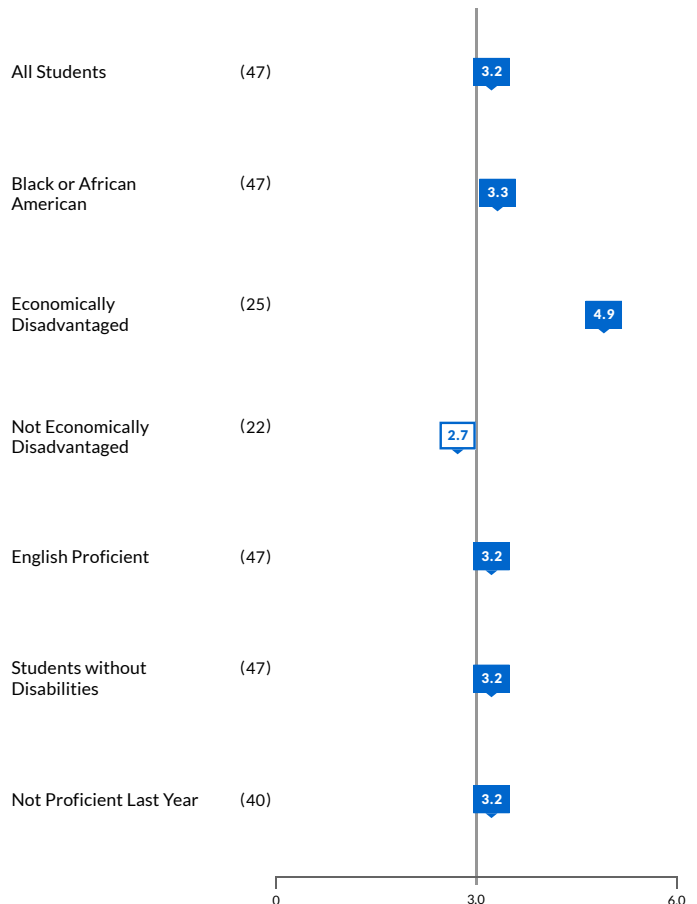 All Students (47) 3.2
Black or African (47)
American
3.3
Economically (25)
Disadvantaged
4.9
Not Economically (22)
Disadvantaged
2.7
English Proficient (47) 3.2
Students without (47)
Disabilities
3.2
Not Proficient Last Year (40) 3.2
0 3.0 6.0